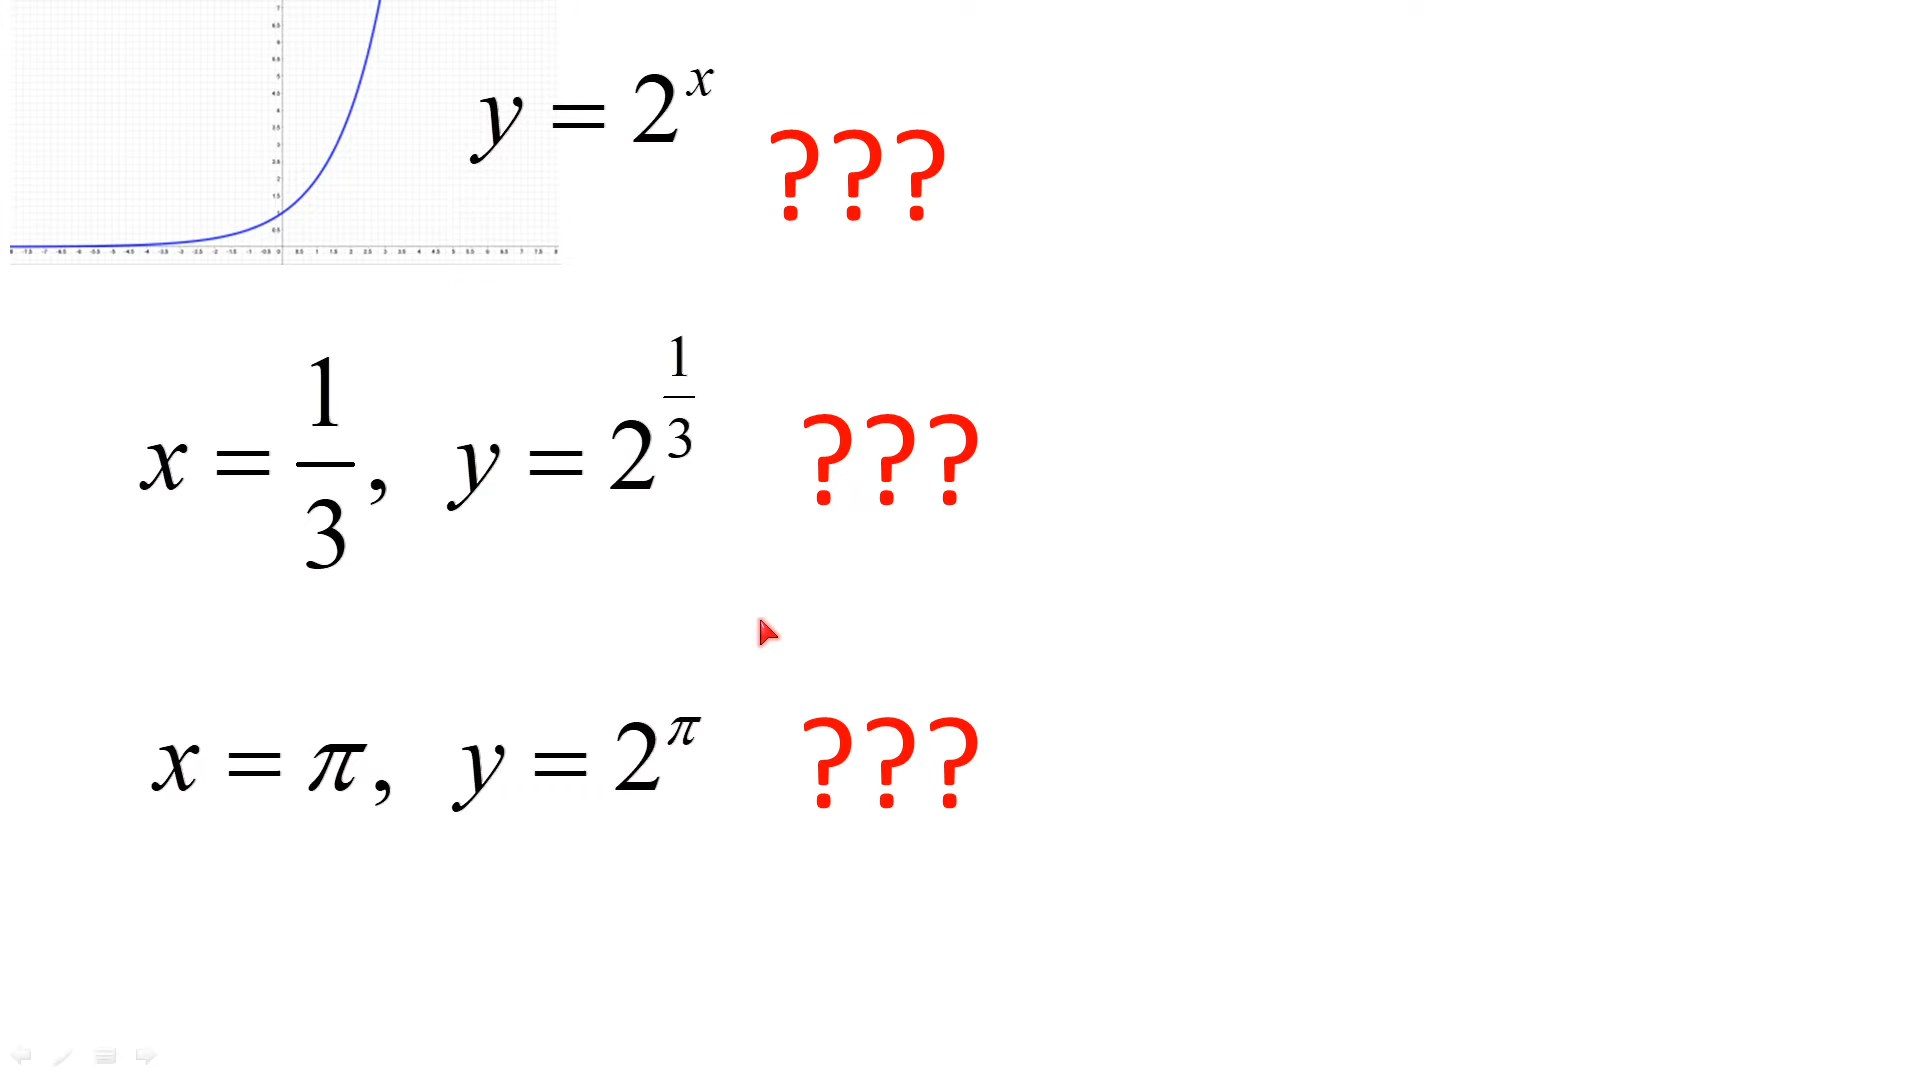 y = 2^x ???
x = 1/3, y = 2^(1/3) ???
x = π, y = 2^π ???